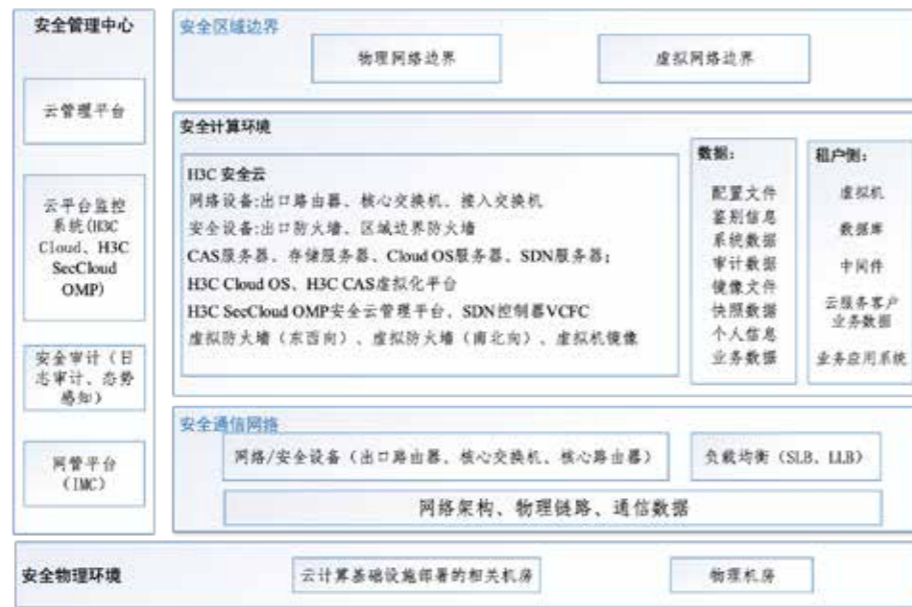 安全管理中心
云管理平台
云平台监控
系统(H3C
Cloud、H3C
SecCloud
OMP)
安全审计（日
志审计、态势
感知）
网管平台
（IMC）
安全区域边界
物理网络边界
虚拟网络边界
安全计算环境
H3C 安全云
网络设备:出口路由器、核心交换机、接入交换机
安全设备:出口防火墙、区域边界防火墙
CAS服务器、存储服务器、Cloud OS服务器、SDN服务器;
H3C Cloud OS、H3C CAS虚拟化平台
H3C SecCloud OMP安全云管理平台、SDN控制器VCFC
虚拟防火墙（东西向）、虚拟防火墙（南北向）、虚拟机镜像
数据：
配置文件
鉴别信息
系统数据
审计数据
镜像文件
快照数据
个人信息
业务数据
租户侧：
虚拟机
数据库
中间件
云服务客户
业务数据
业务应用系统
安全通信网络
网络/安全设备（出口路由器、核心交换机、核心路由器）
负载均衡（SLB、LLB）
网络架构、物理链路、通信数据
安全物理环境
云计算基础设施部署的相关机房
物理机房